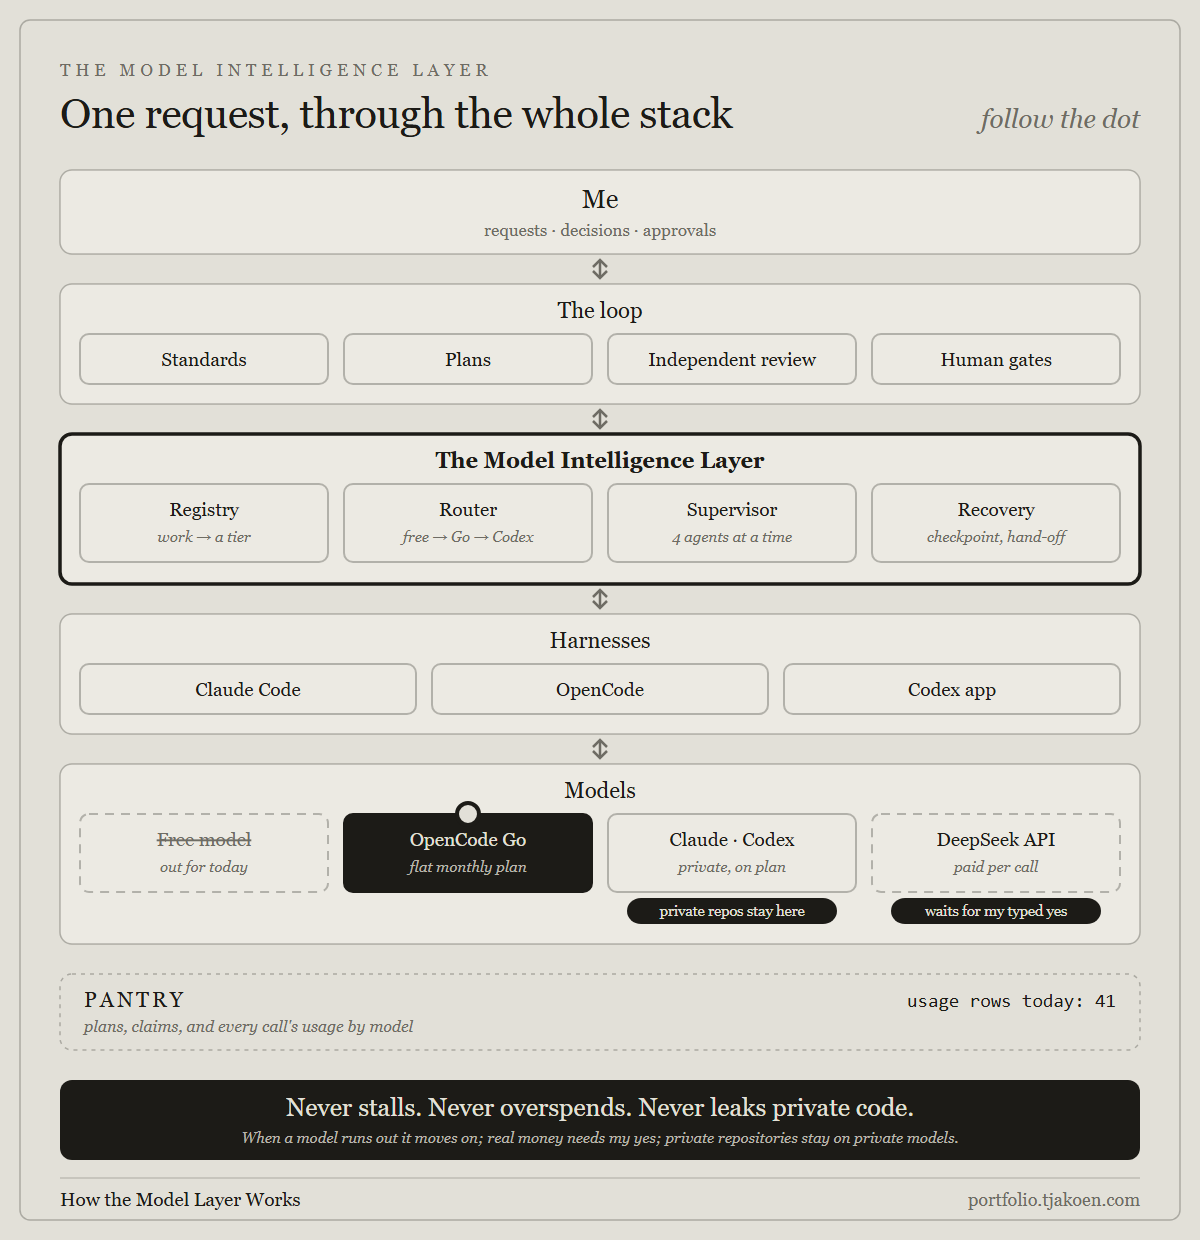 THE MODEL INTELLIGENCE LAYER
One request, through the whole stack
follow the dot
Me
requests · decisions · approvals
The loop
Standards
Plans
Independent review
Human gates
The Model Intelligence Layer
Registry
work → a tier
Router
free → Go → Codex
Supervisor
4 agents at a time
Recovery
checkpoint, hand-off
Harnesses
Claude Code
OpenCode
Codex app
Models
Free model
out for today
OpenCode Go
flat monthly plan
Claude · Codex
private, on plan
private repos stay here
DeepSeek API
paid per call
waits for my typed yes
PANTRY
plans, claims, and every call's usage by model
usage rows today: 41
Never stalls. Never overspends. Never leaks private code.
When a model runs out it moves on; real money needs my yes; private repositories stay on private models.
How the Model Layer Works
portfolio.tjakoen.com